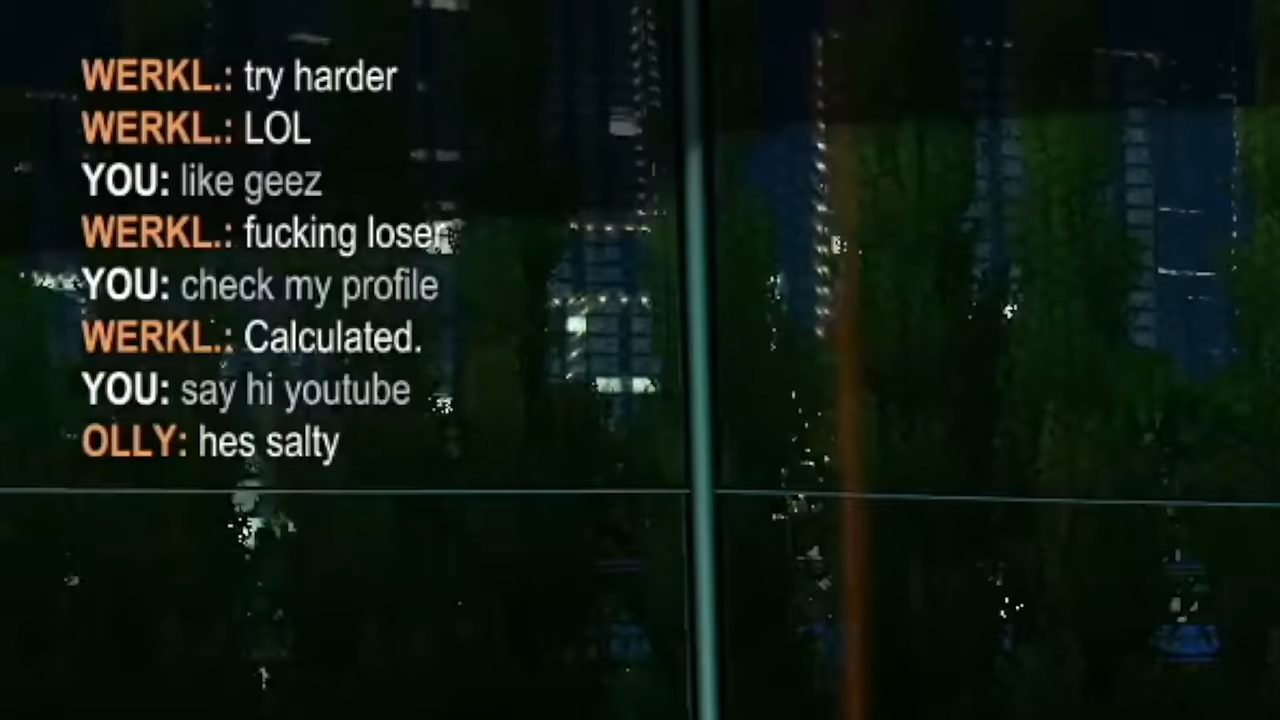 WERKL.: try harder
WERKL.: LOL
YOU: like geez
WERKL.: fucking loser
YOU: check my profile
WERKL.: Calculated.
YOU: say hi youtube
OLLY: hes salty